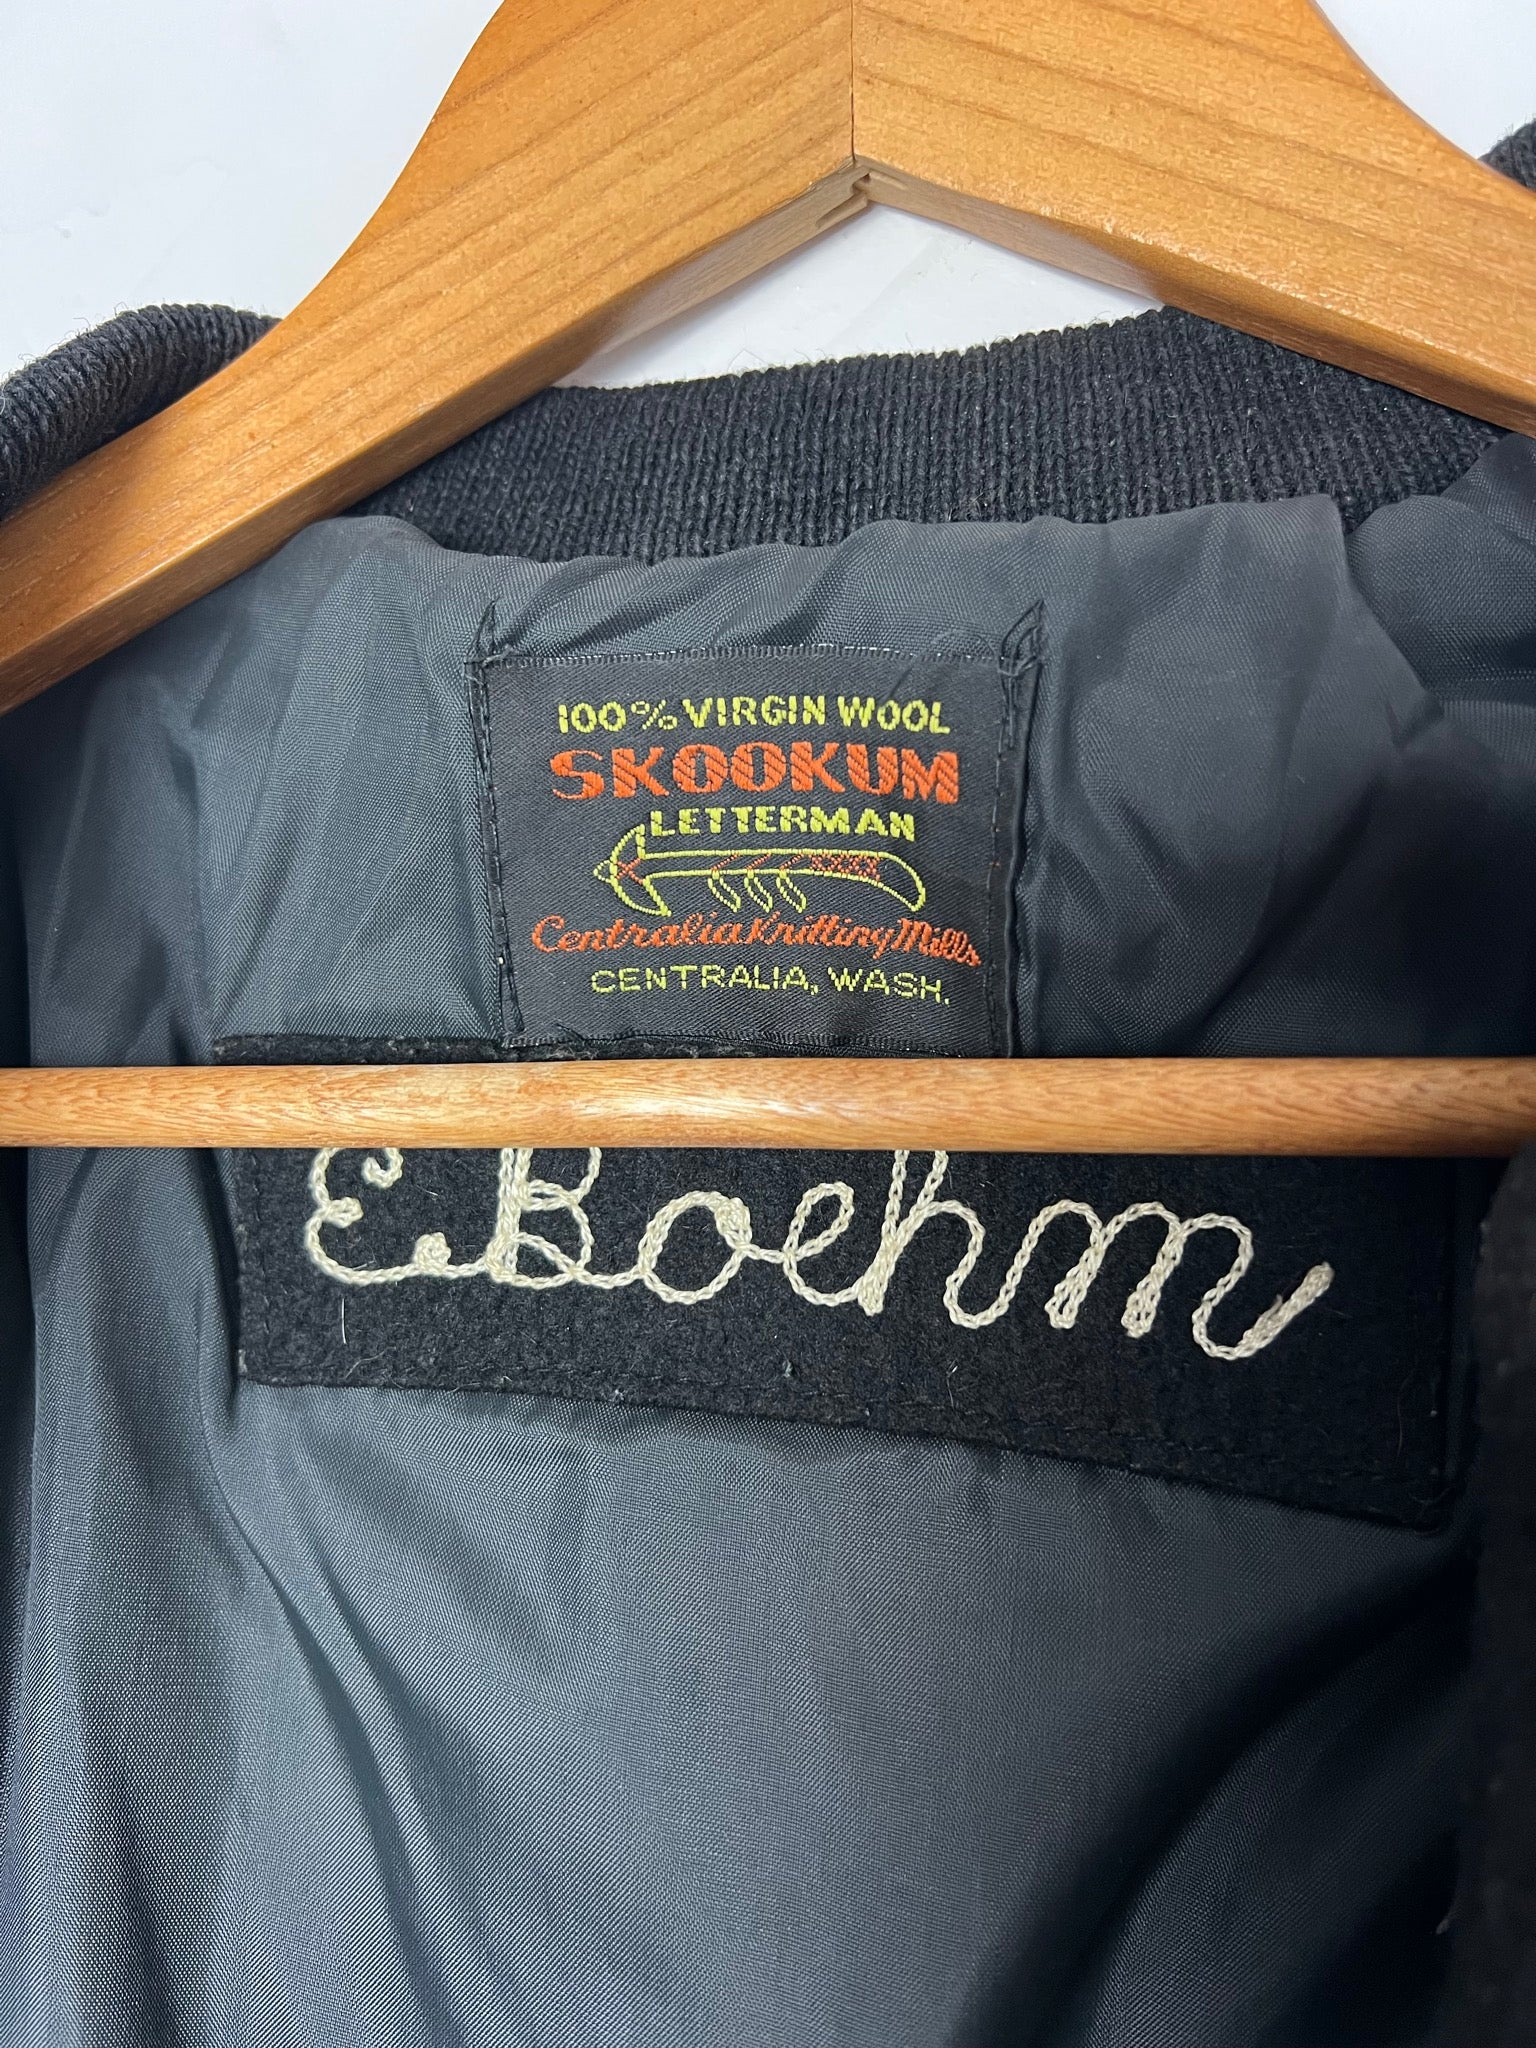 100% VIRGIN WOOL
SKOOKUM
LETTERMAN
Centralia Knitting Mills
CENTRALIA, WASH.
E. Boehm